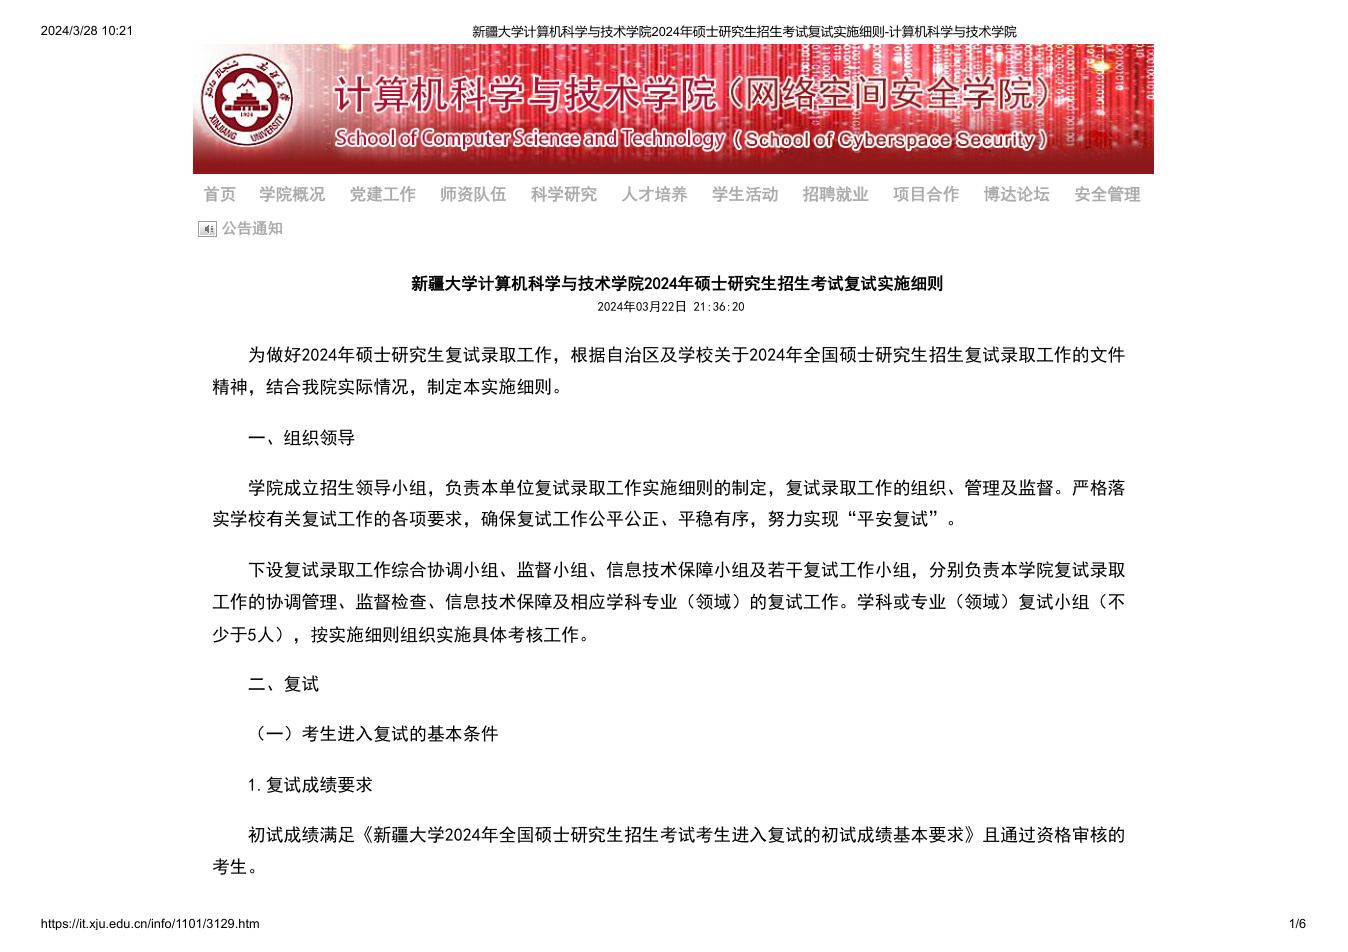 2024/3/28 10:21
新疆大学计算机科学与技术学院2024年硕士研究生招生考试复试实施细则-计算机科学与技术学院
计算机科学与技术学院（网络空间安全学院）
School of Computer Science and Technology ( School of Cyberspace Security )
1924
XINJIANG UNIVERSITY
首页 学院概况 党建工作 师资队伍 科学研究 人才培养 学生活动 招聘就业 项目合作 博达论坛 安全管理
公告通知
新疆大学计算机科学与技术学院2024年硕士研究生招生考试复试实施细则
2024年03月22日 21:36:20
为做好2024年硕士研究生复试录取工作，根据自治区及学校关于2024年全国硕士研究生招生复试录取工作的文件
精神，结合我院实际情况，制定本实施细则。
一、组织领导
学院成立招生领导小组，负责本单位复试录取工作实施细则的制定，复试录取工作的组织、管理及监督。严格落
实学校有关复试工作的各项要求，确保复试工作公平公正、平稳有序，努力实现“平安复试”。
下设复试录取工作综合协调小组、监督小组、信息技术保障小组及若干复试工作小组，分别负责本学院复试录取
工作的协调管理、监督检查、信息技术保障及相应学科专业（领域）的复试工作。学科或专业（领域）复试小组（不
少于5人），按实施细则组织实施具体考核工作。
二、复试
（一）考生进入复试的基本条件
1.复试成绩要求
初试成绩满足《新疆大学2024年全国硕士研究生招生考试考生进入复试的初试成绩基本要求》且通过资格审核的
考生。
https://it.xju.edu.cn/info/1101/3129.htm
1/6